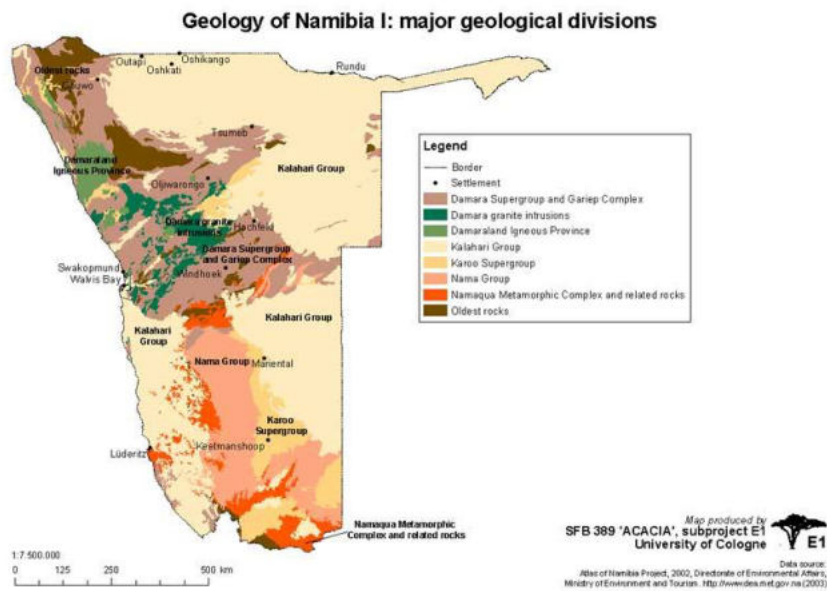 Geology of Namibia I: major geological divisions
Oshikango
Outapi
Oshkati
Rundu
Oldest rocks
Opuwo
Tsumeb
Damaraland
Igneous Province
Kalahari Group
Otjiwarongo
Damara granite
intrusions
Hochfeld
Damara Supergroup
and Gariep Complex
Swakopmund
Walvis Bay
Windhoek
Kalahari
Group
Kalahari Group
Nama Group
Mariental
Karoo
Supergroup
Keetmanshoop
Lüderitz
Namaqua Metamorphic
Complex and related rocks
Legend
Border
Settlement
Damara Supergroup and Gariep Complex
Damara granite intrusions
Damaraland Igneous Province
Kalahari Group
Karoo Supergroup
Nama Group
Namaqua Metamorphic Complex and related rocks
Oldest rocks
1:7 500.000
0 250 500 km
Map produced by
SFB 389 'ACACIA', subproject E1
University of Cologne
E1
Data source:
Atlas of Namibia Project, 2002, Directorate of Environmental Affairs,
Ministry of Environment and Tourism. http://www.dea.met.gov.na (2003)